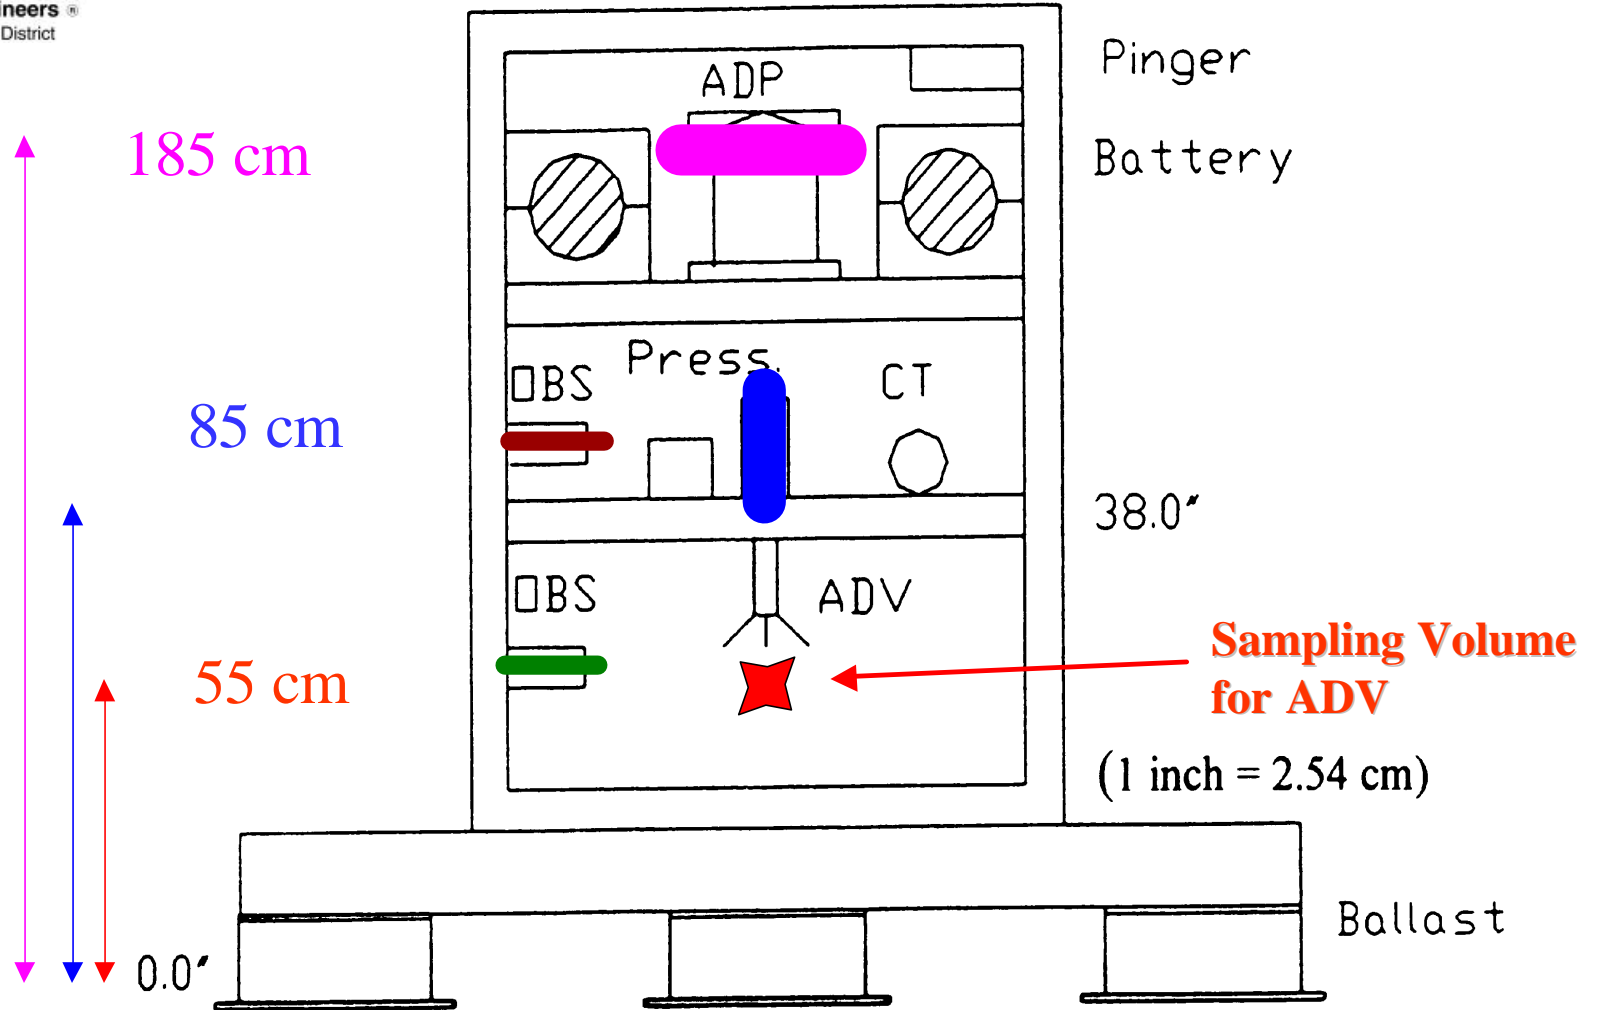 neers ®
District
ADP
Pinger
185 cm
Battery
Press.
OBS
CT
85 cm
38.0"
OBS
ADV
Sampling Volume
for ADV
55 cm
(1 inch = 2.54 cm)
Ballast
0.0"